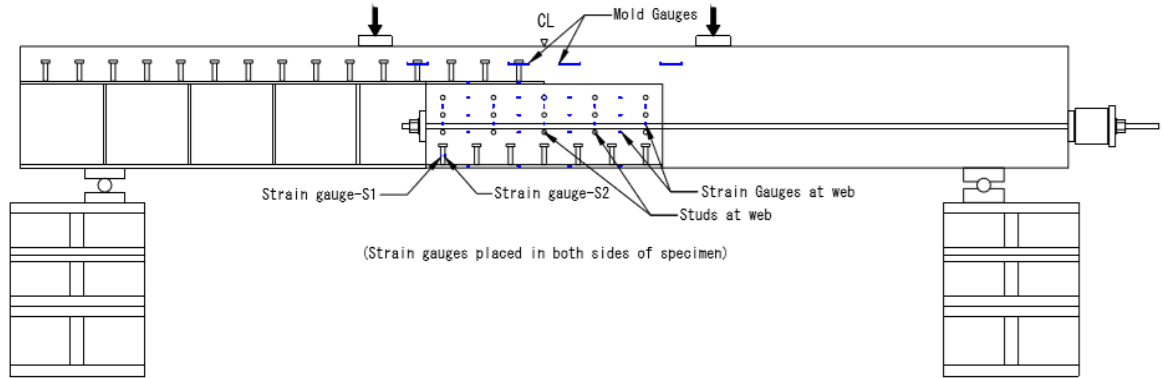 CL
Mold Gauges
Strain gauge-S1
Strain gauge-S2
Strain Gauges at web
Studs at web
(Strain gauges placed in both sides of specimen)